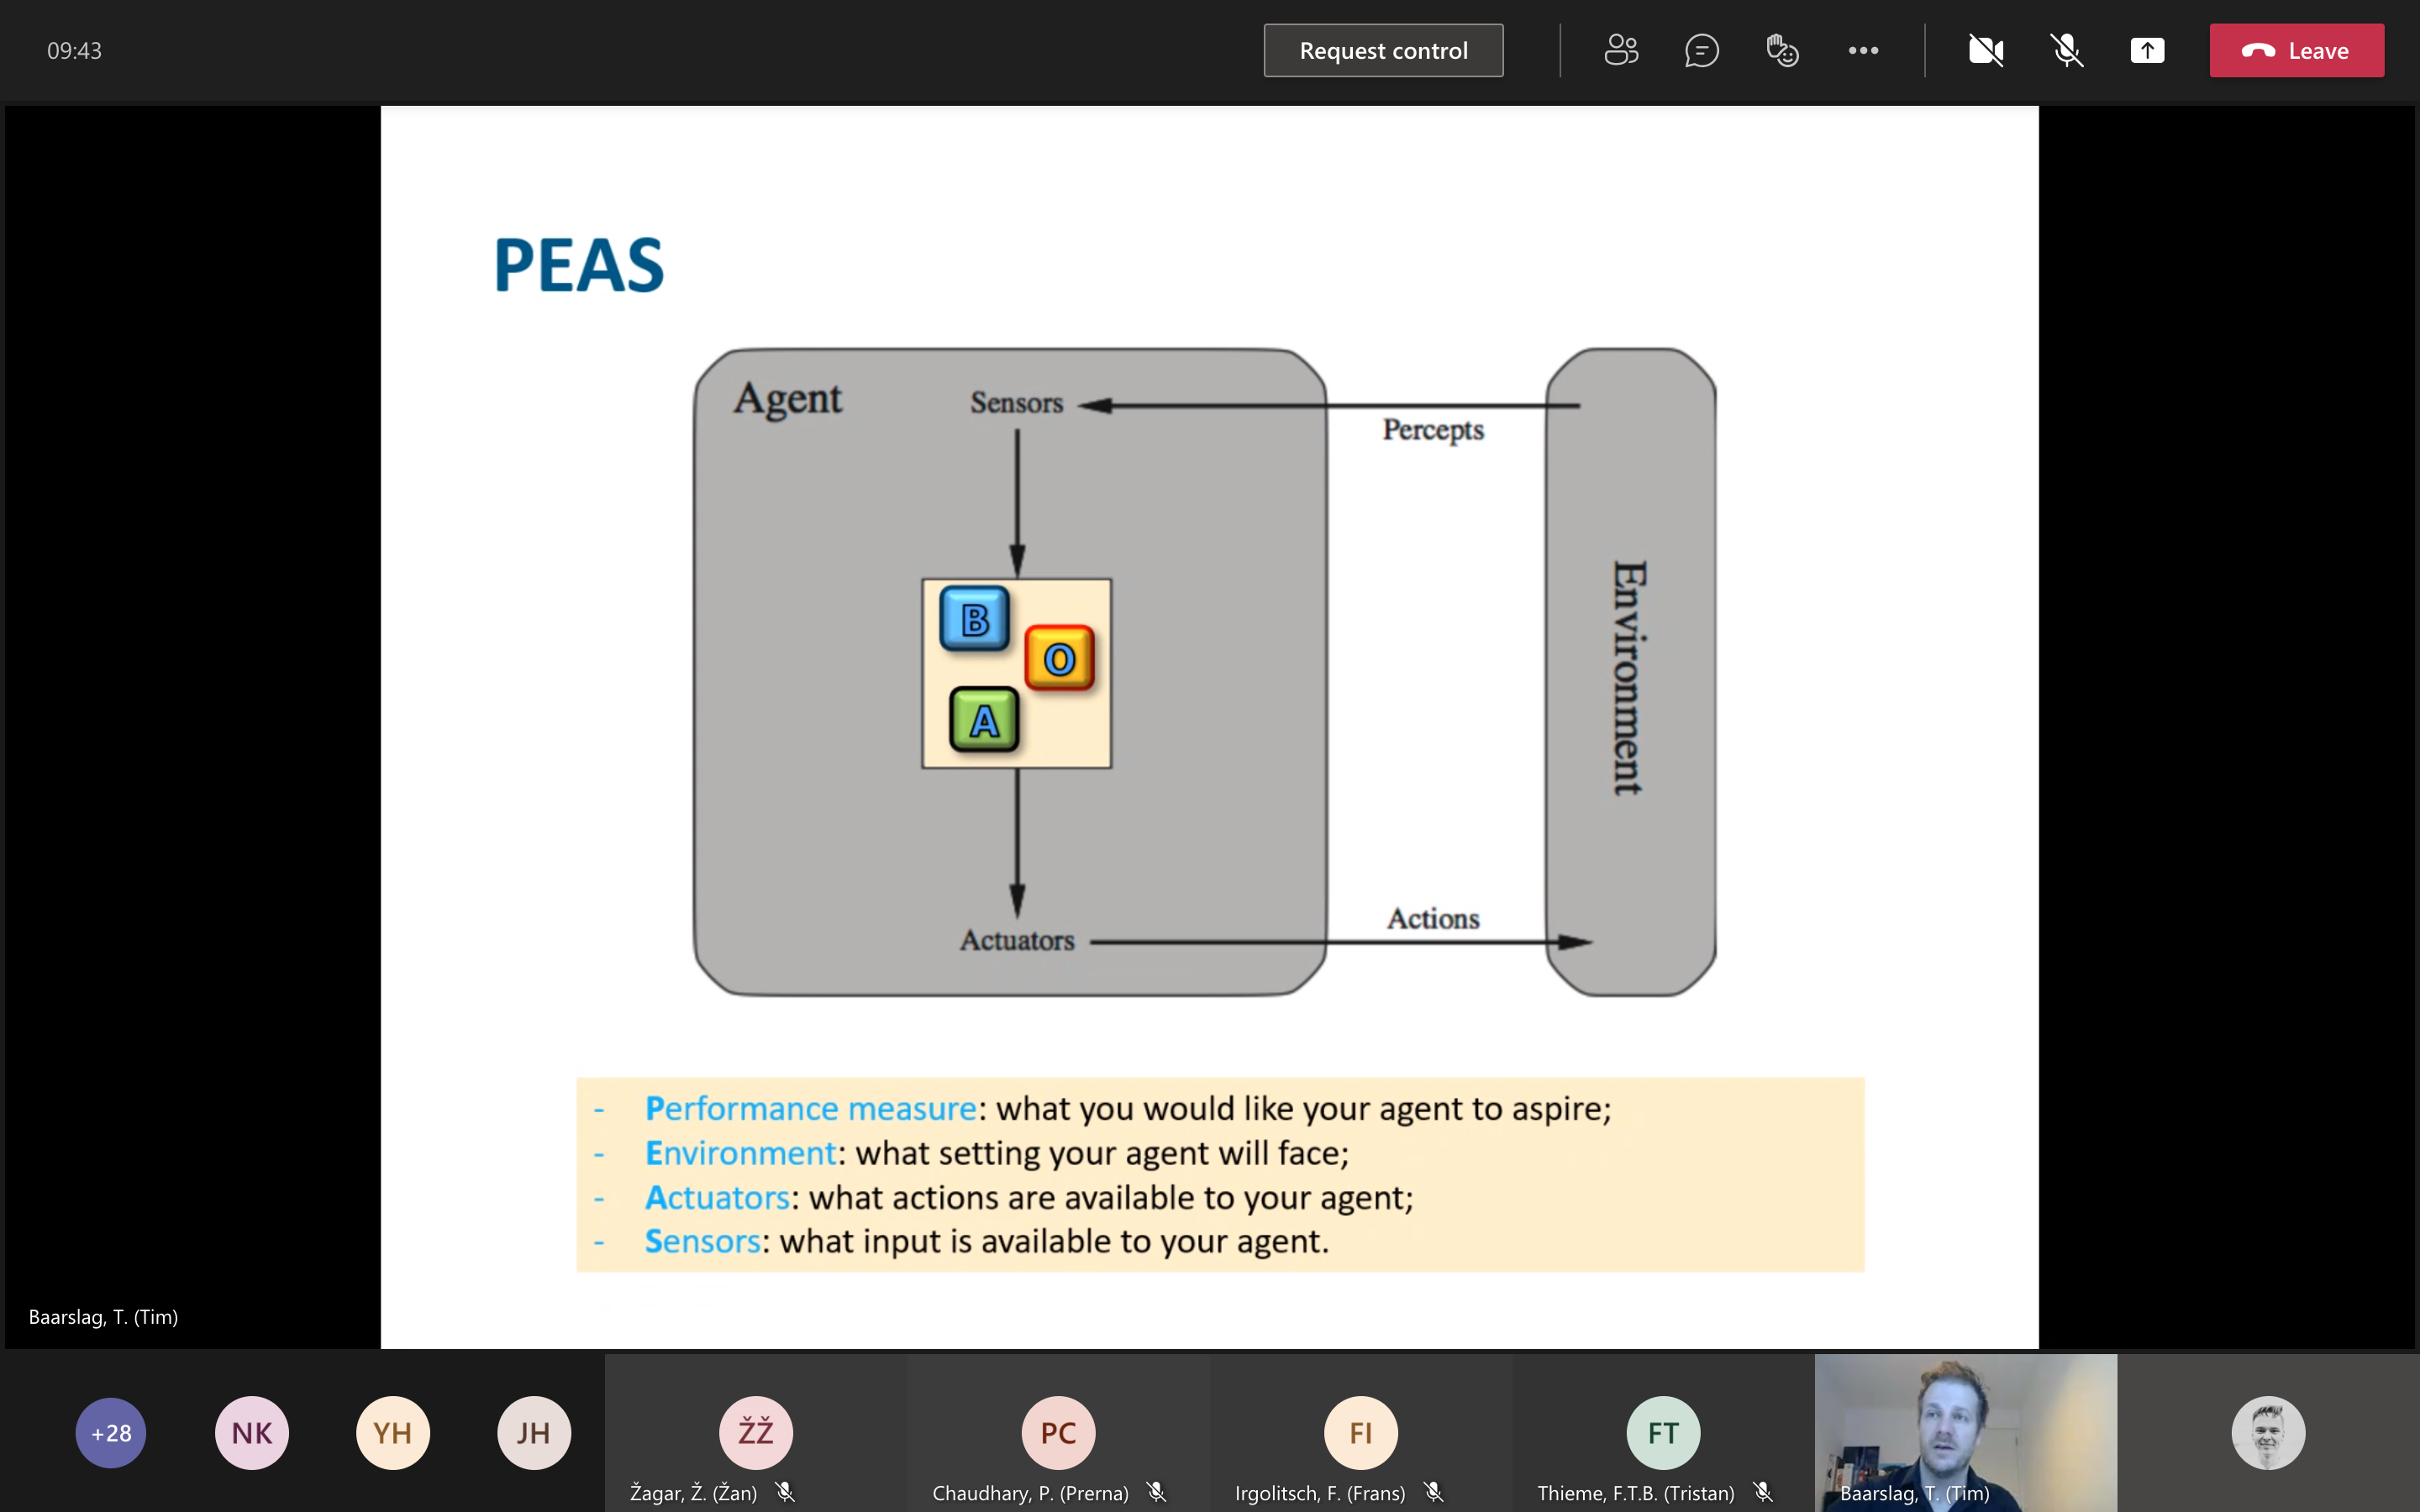 09:43
Request control
Leave
PEAS
Agent
Sensors
Percepts
B
O
A
Environment
Actions
Actuators
- Performance measure: what you would like your agent to aspire;
- Environment: what setting your agent will face;
- Actuators: what actions are available to your agent;
- Sensors: what input is available to your agent.
Baarslag, T. (Tim)
+28
NK
YH
JH
ŽŽ
PC
FI
FT
Žagar, Ž. (Žan)
Chaudhary, P. (Prerna)
Irgolitsch, F. (Frans)
Thieme, F.T.B. (Tristan)
Baarslag, T. (Tim)